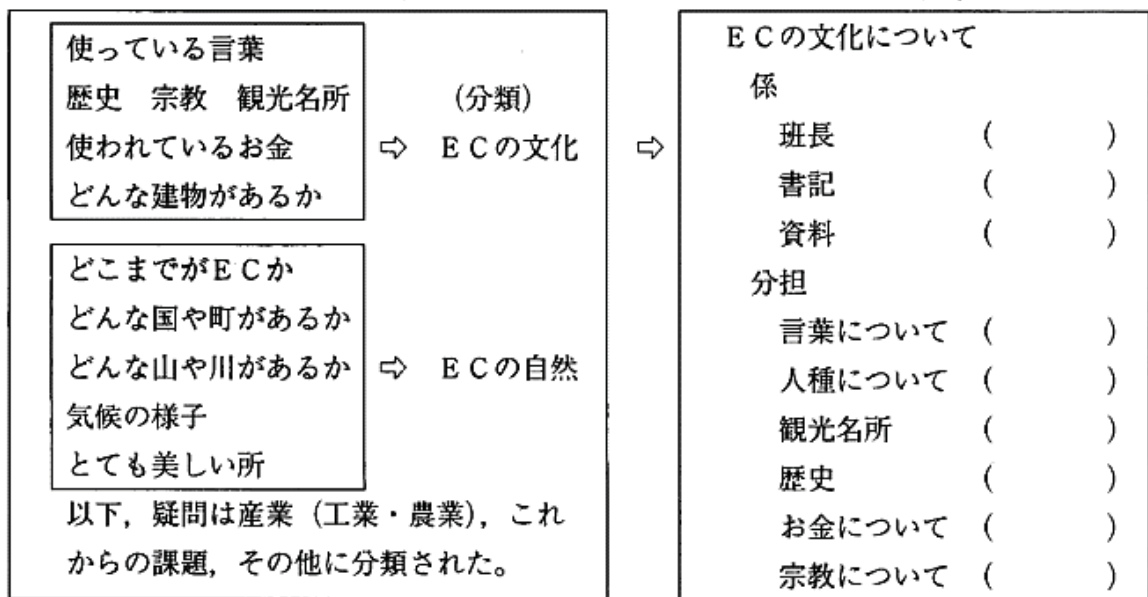 使っている言葉
歴史 宗教 観光名所
使われているお金
どんな建物があるか
(分類)
⇨ ECの文化
どこまでがECか
どんな国や町があるか
どんな山や川があるか
気候の様子
とても美しい所
⇨ ECの自然
以下,疑問は産業(工業・農業),これ
からの課題,その他に分類された。
⇨
ECの文化について
係
班長 ( )
書記 ( )
資料 ( )
分担
言葉について ( )
人種について ( )
観光名所 ( )
歴史 ( )
お金について ( )
宗教について ( )